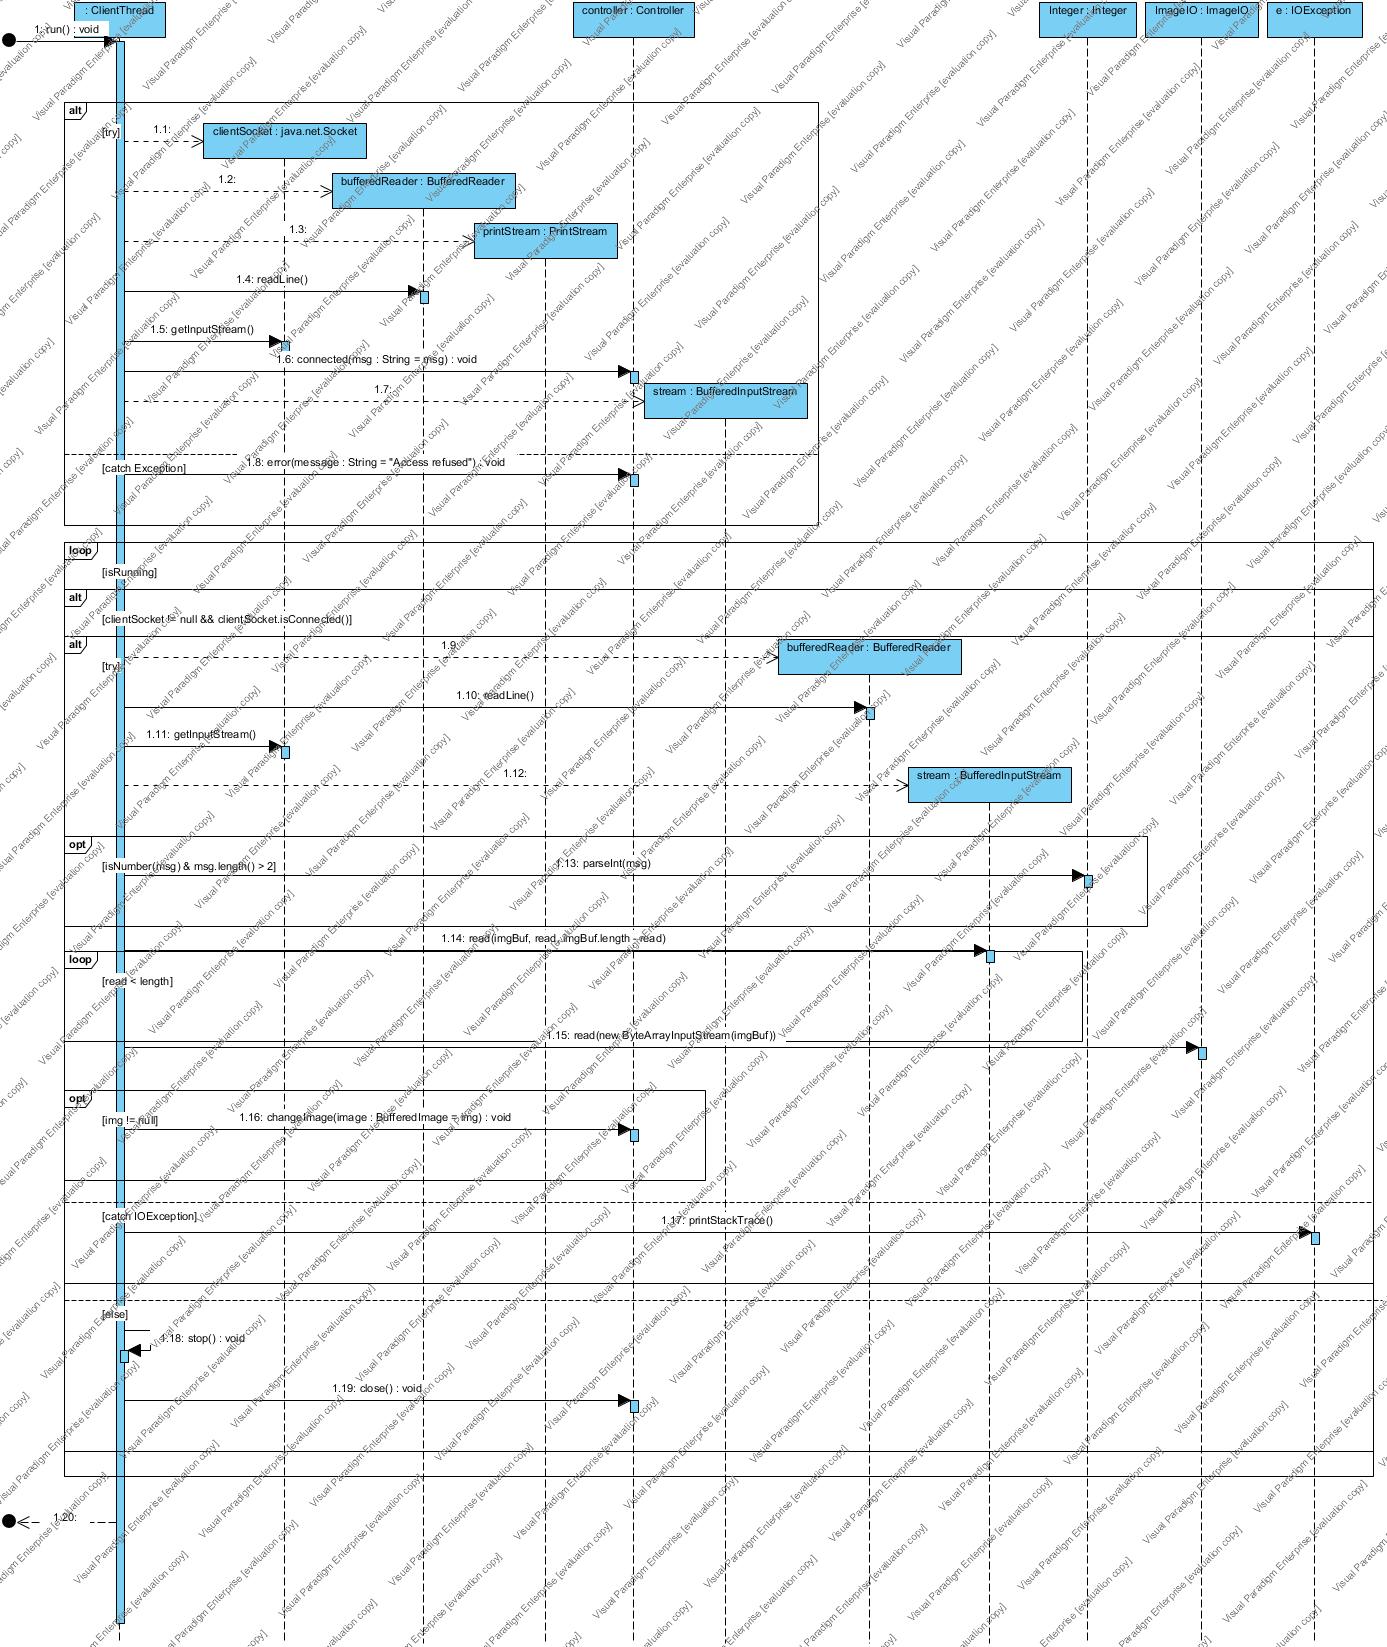 : ClientThread
controller : Controller
Integer : Integer
ImageIO : ImageIO
e : IOException
1: run() : void
alt
[try]
1.1:
clientSocket : java.net.Socket
1.2:
bufferedReader : BufferedReader
1.3:
printStream : PrintStream
1.4: readLine()
1.5: getInputStream()
1.6: connected(msg : String = msg) : void
1.7:
stream : BufferedInputStream
1.8: error(message : String = "Access refused") : void
[catch Exception]
loop
[isRunning]
alt
[clientSocket != null && clientSocket.isConnected()]
alt
[try]
1.9:
bufferedReader : BufferedReader
1.10: readLine()
1.11: getInputStream()
1.12:
stream : BufferedInputStream
opt
[isNumber(msg) & msg.length() > 2]
1.13: parseInt(msg)
1.14: read(imgBuf, read, imgBuf.length - read)
loop
[read < length]
1.15: read(new ByteArrayInputStream(imgBuf))
opt
[img != null]
1.16: changeImage(image : BufferedImage = img) : void
[catch IOException]
1.17: printStackTrace()
[else]
1.18: stop() : void
1.19: close() : void
1.20:
Visual Paradigm Enterprise [evaluation copy]